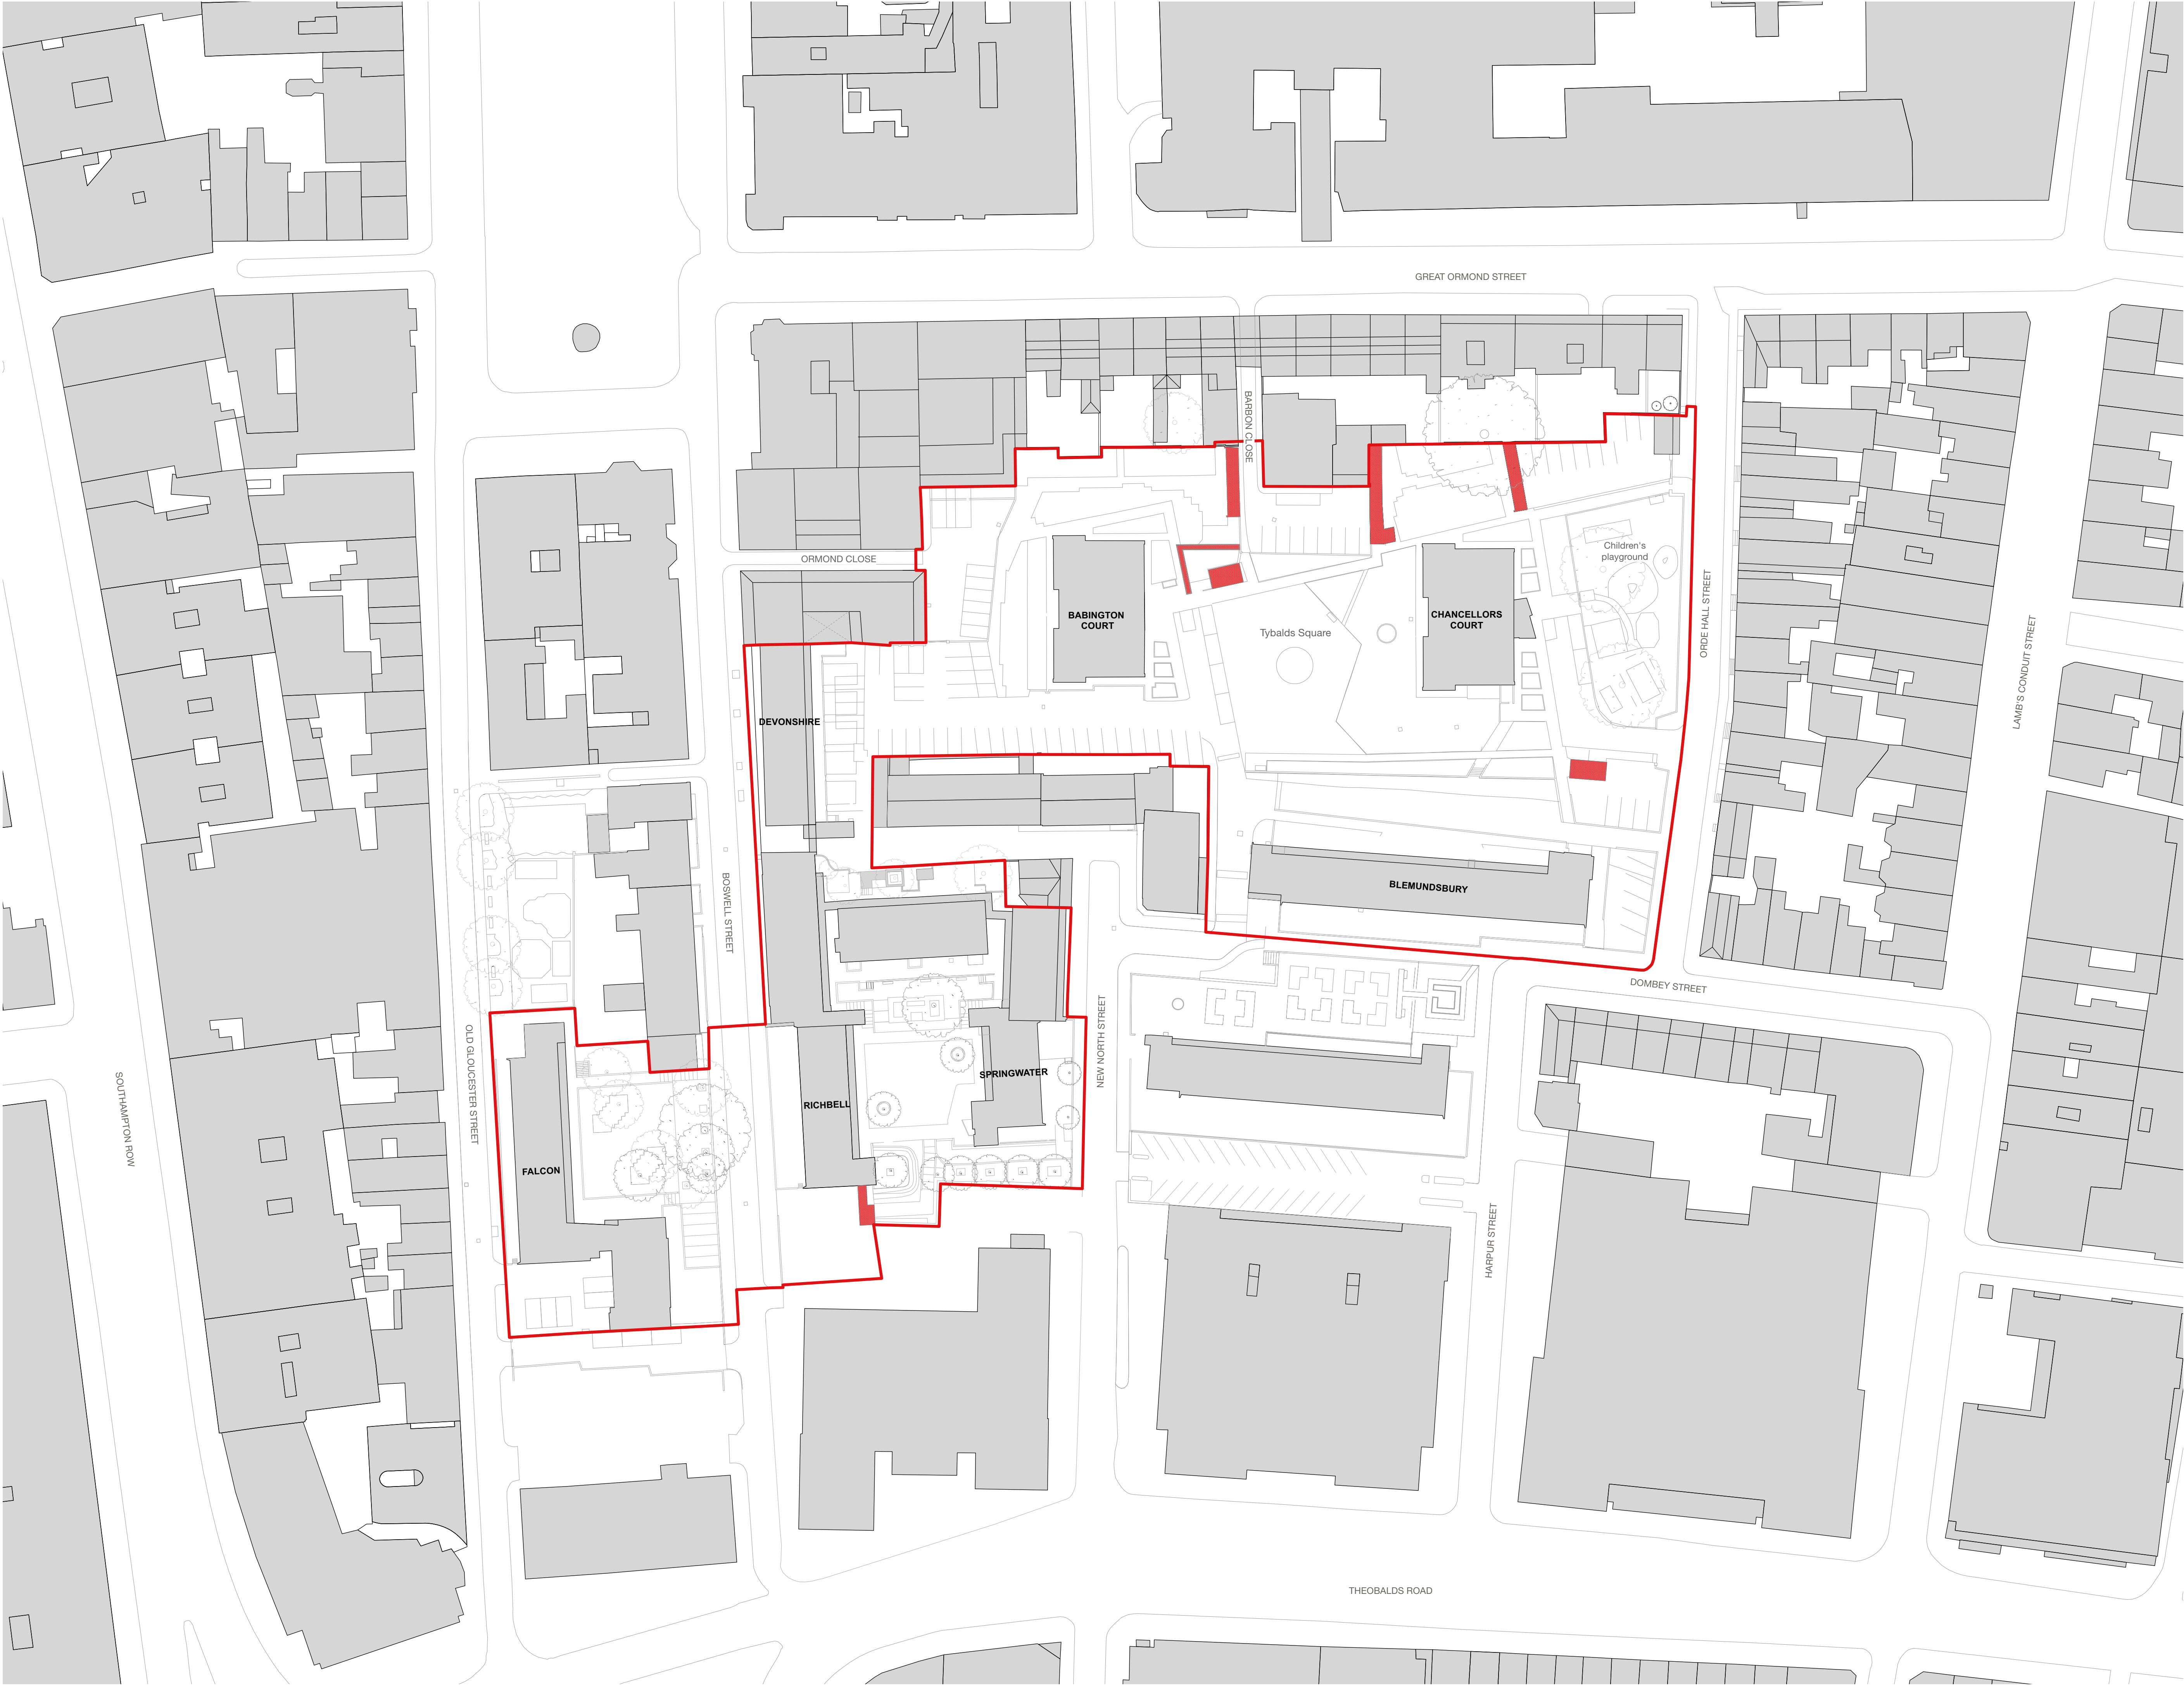 GREAT ORMOND STREET
BARBON CLOSE
ORMOND CLOSE
Children's
playground
BABINGTON
COURT
CHANCELLORS
COURT
ORDE HALL STREET
Tybalds Square
LAMB'S CONDUIT STREET
DEVONSHIRE
BLEMUNDSBURY
BOSWELL STREET
DOMBEY STREET
NEW NORTH STREET
OLD GLOUCESTER STREET
SOUTHAMPTON ROW
SPRINGWATER
RICHBELL
FALCON
HARPUR STREET
THEOBALDS ROAD